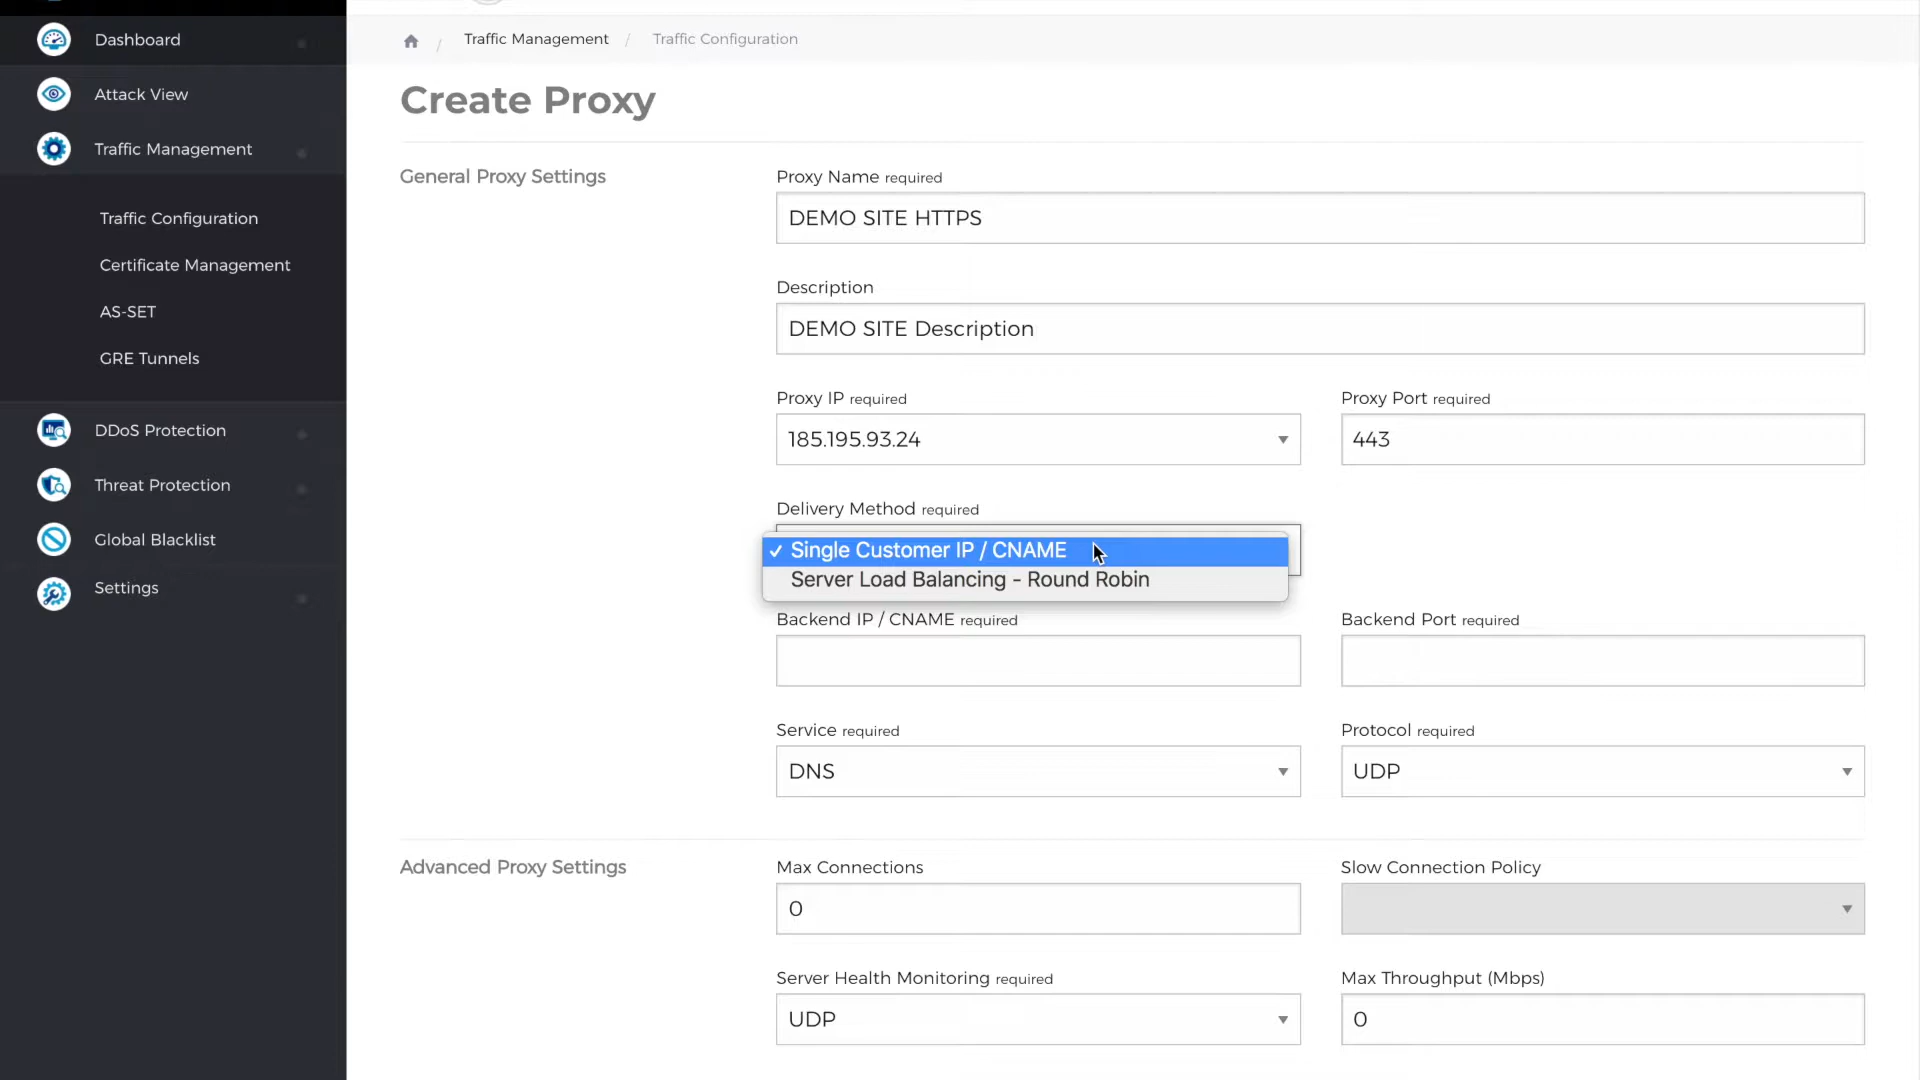 Dashboard
Attack View
Traffic Management
Traffic Configuration
Certificate Management
AS-SET
GRE Tunnels
DDoS Protection
Threat Protection
Global Blacklist
Settings
/ Traffic Management / Traffic Configuration
Create Proxy
General Proxy Settings
Proxy Name required
DEMO SITE HTTPS
Description
DEMO SITE Description
Proxy IP required
185.195.93.24
Proxy Port required
443
Delivery Method required
✓ Single Customer IP / CNAME
Server Load Balancing - Round Robin
Backend IP / CNAME required
Backend Port required
Service required
DNS
Protocol required
UDP
Advanced Proxy Settings
Max Connections
0
Slow Connection Policy
Server Health Monitoring required
UDP
Max Throughput (Mbps)
0